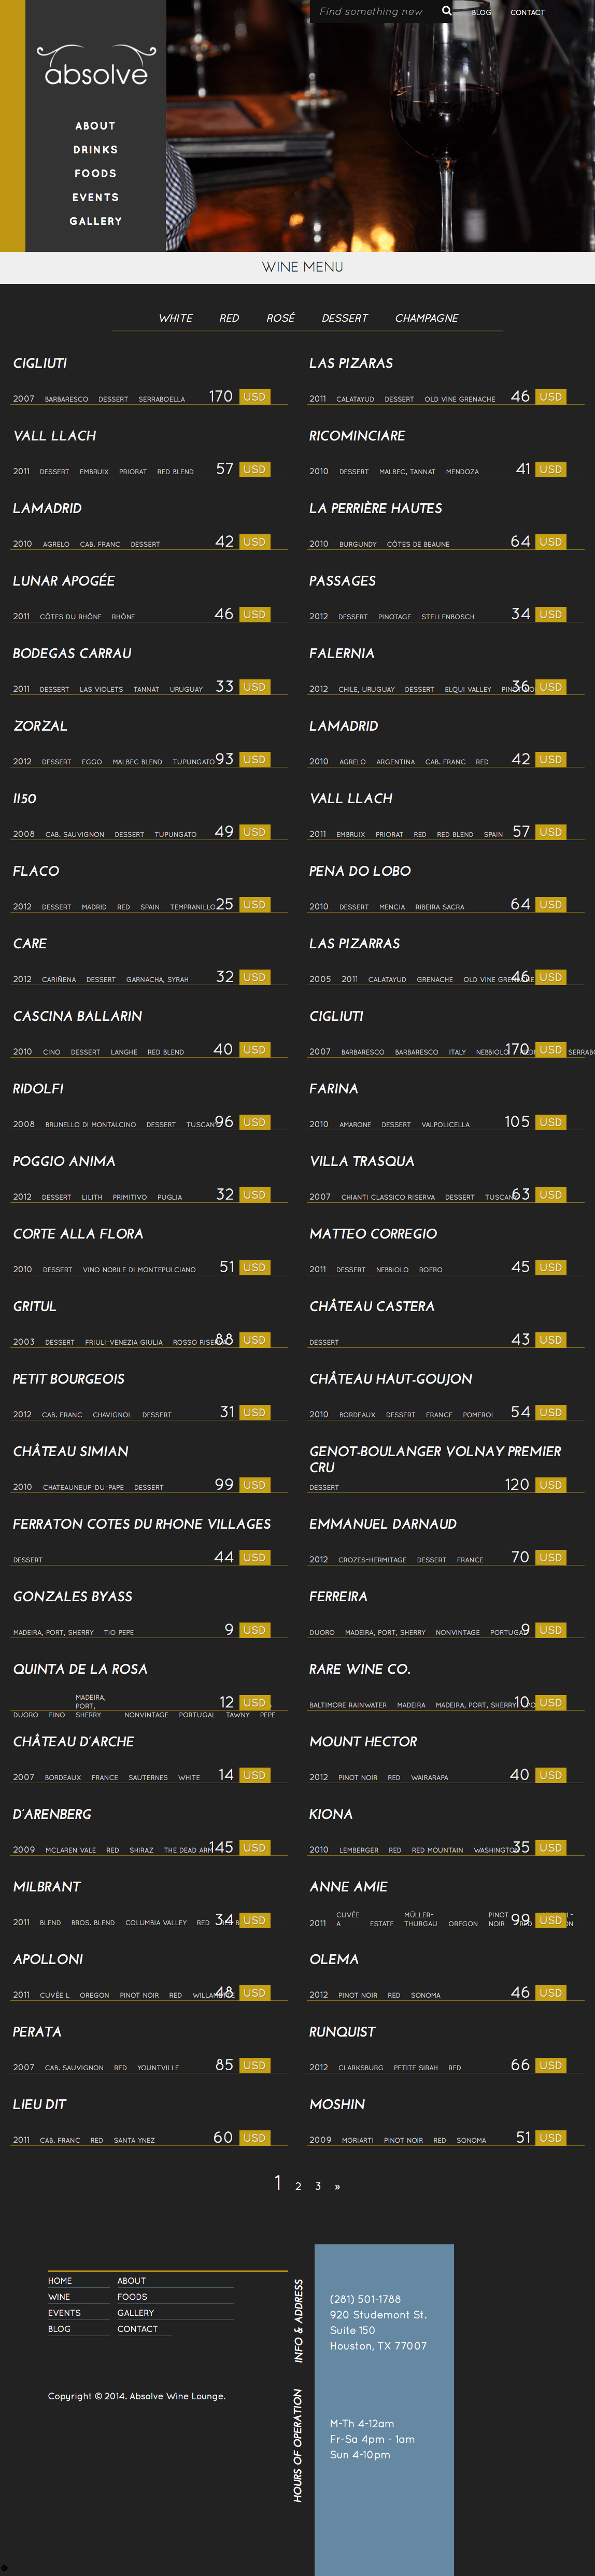 Find something new
BLOG
CONTACT
absolve
ABOUT
DRINKS
FOODS
EVENTS
GALLERY
WINE MENU
WHITE RED ROSÉ DESSERT CHAMPAGNE
CIGLIUTI
2007 BARBARESCO DESSERT SERRABOELLA 170 USD
LAS PIZARAS
2011 CALATAYUD DESSERT OLD VINE GRENACHE 46 USD
VALL LLACH
2011 DESSERT EMBRUIX PRIORAT RED BLEND 57 USD
RICOMINCIARE
2010 DESSERT MALBEC, TANNAT MENDOZA 41 USD
LAMADRID
2010 AGRELO CAB. FRANC DESSERT 42 USD
LA PERRIÈRE HAUTES
2010 BURGUNDY CÔTES DE BEAUNE 64 USD
LUNAR APOGÉE
2011 CÔTES DU RHÔNE RHÔNE 46 USD
PASSAGES
2012 DESSERT PINOTAGE STELLENBOSCH 34 USD
BODEGAS CARRAU
2011 DESSERT LAS VIOLETS TANNAT URUGUAY 33 USD
FALERNIA
2012 CHILE, URUGUAY DESSERT ELQUI VALLEY 36 USD
ZORZAL
2012 DESSERT EGGO MALBEC BLEND TUPUNGATO 93 USD
LAMADRID
2010 AGRELO ARGENTINA CAB. FRANC RED 42 USD
1150
2008 CAB. SAUVIGNON DESSERT TUPUNGATO 49 USD
VALL LLACH
2011 EMBRUIX PRIORAT RED RED BLEND SPAIN 57 USD
FLACO
2012 DESSERT MADRID RED SPAIN TEMPRANILLO 25 USD
PENA DO LOBO
2010 DESSERT MENCIA RIBEIRA SACRA 64 USD
CARE
2012 CARIÑENA DESSERT GARNACHA, SYRAH 32 USD
LAS PIZARRAS
2005 2011 CALATAYUD GRENACHE OLD VINE GRENACHE 46 USD
CASCINA BALLARIN
2010 CINO DESSERT LANGHE RED BLEND 40 USD
CIGLIUTI
2007 BARBARESCO BARBARESCO ITALY NEBBIOLO 170 USD
RIDOLFI
2008 BRUNELLO DI MONTALCINO DESSERT TUSCANY 96 USD
FARINA
2010 AMARONE DESSERT VALPOLICELLA 105 USD
POGGIO ANIMA
2012 DESSERT LILITH PRIMITIVO PUGLIA 32 USD
VILLA TRASQUA
2007 CHIANTI CLASSICO RISERVA DESSERT TUSCANY 63 USD
CORTE ALLA FLORA
2010 DESSERT VINO NOBILE DI MONTEPULCIANO 51 USD
MATTEO CORREGIO
2011 DESSERT NEBBIOLO ROERO 45 USD
GRITUL
2003 DESSERT FRIULI-VENEZIA GIULIA ROSSO RISERVA 88 USD
CHÂTEAU CASTERA
DESSERT 43 USD
PETIT BOURGEOIS
2012 CAB. FRANC CHAVIGNOL DESSERT 31 USD
CHÂTEAU HAUT-GOUJON
2010 BORDEAUX DESSERT FRANCE POMEROL 54 USD
CHÂTEAU SIMIAN
2010 CHATEAUNEUF-DU-PAPE DESSERT 99 USD
GENOT-BOULANGER VOLNAY PREMIER
CRU
DESSERT 120 USD
FERRATON COTES DU RHONE VILLAGES
DESSERT 44 USD
EMMANUEL DARNAUD
2012 CROZES-HERMITAGE DESSERT FRANCE 70 USD
GONZALES BYASS
MADEIRA, PORT, SHERRY TIO PEPE 9 USD
FERREIRA
DUORO MADEIRA, PORT, SHERRY NONVINTAGE PORTUGAL 9 USD
QUINTA DE LA ROSA
MADEIRA,
PORT, 12 USD
DUORO FINO SHERRY NONVINTAGE PORTUGAL TAWNY PEPE
RARE WINE CO.
BALTIMORE RAINWATER MADEIRA MADEIRA, PORT, SHERRY 10 USD
CHÂTEAU D'ARCHE
2007 BORDEAUX FRANCE SAUTERNES WHITE 14 USD
MOUNT HECTOR
2012 PINOT NOIR RED WAIRARAPA 40 USD
D'ARENBERG
2009 MCLAREN VALE RED SHIRAZ THE DEAD ARM 145 USD
KIONA
2010 LEMBERGER RED RED MOUNTAIN WASHINGTON 35 USD
MILBRANT
2011 BLEND BROS. BLEND COLUMBIA VALLEY RED 34 USD
ANNE AMIE
CUVÉE MÜLLER- PINOT 99 USD
2011 A ESTATE THURGAU OREGON NOIR RED
APOLLONI
2011 CUVÉE L OREGON PINOT NOIR RED WILLAMETTE 48 USD
OLEMA
2012 PINOT NOIR RED SONOMA 46 USD
PERATA
2007 CAB. SAUVIGNON RED YOUNTVILLE 85 USD
RUNQUIST
2012 CLARKSBURG PETITE SIRAH RED 66 USD
LIEU DIT
2011 CAB. FRANC RED SANTA YNEZ 60 USD
MOSHIN
2009 MORIARTI PINOT NOIR RED SONOMA 51 USD
1 2 3 »
HOME ABOUT
WINE FOODS
EVENTS GALLERY
BLOG CONTACT
Copyright © 2014. Absolve Wine Lounge.
INFO & ADDRESS
(281) 501-1788
920 Studemont St.
Suite 150
Houston, TX 77007
HOURS OF OPERATION
M-Th 4-12am
Fr-Sa 4pm - 1am
Sun 4-10pm